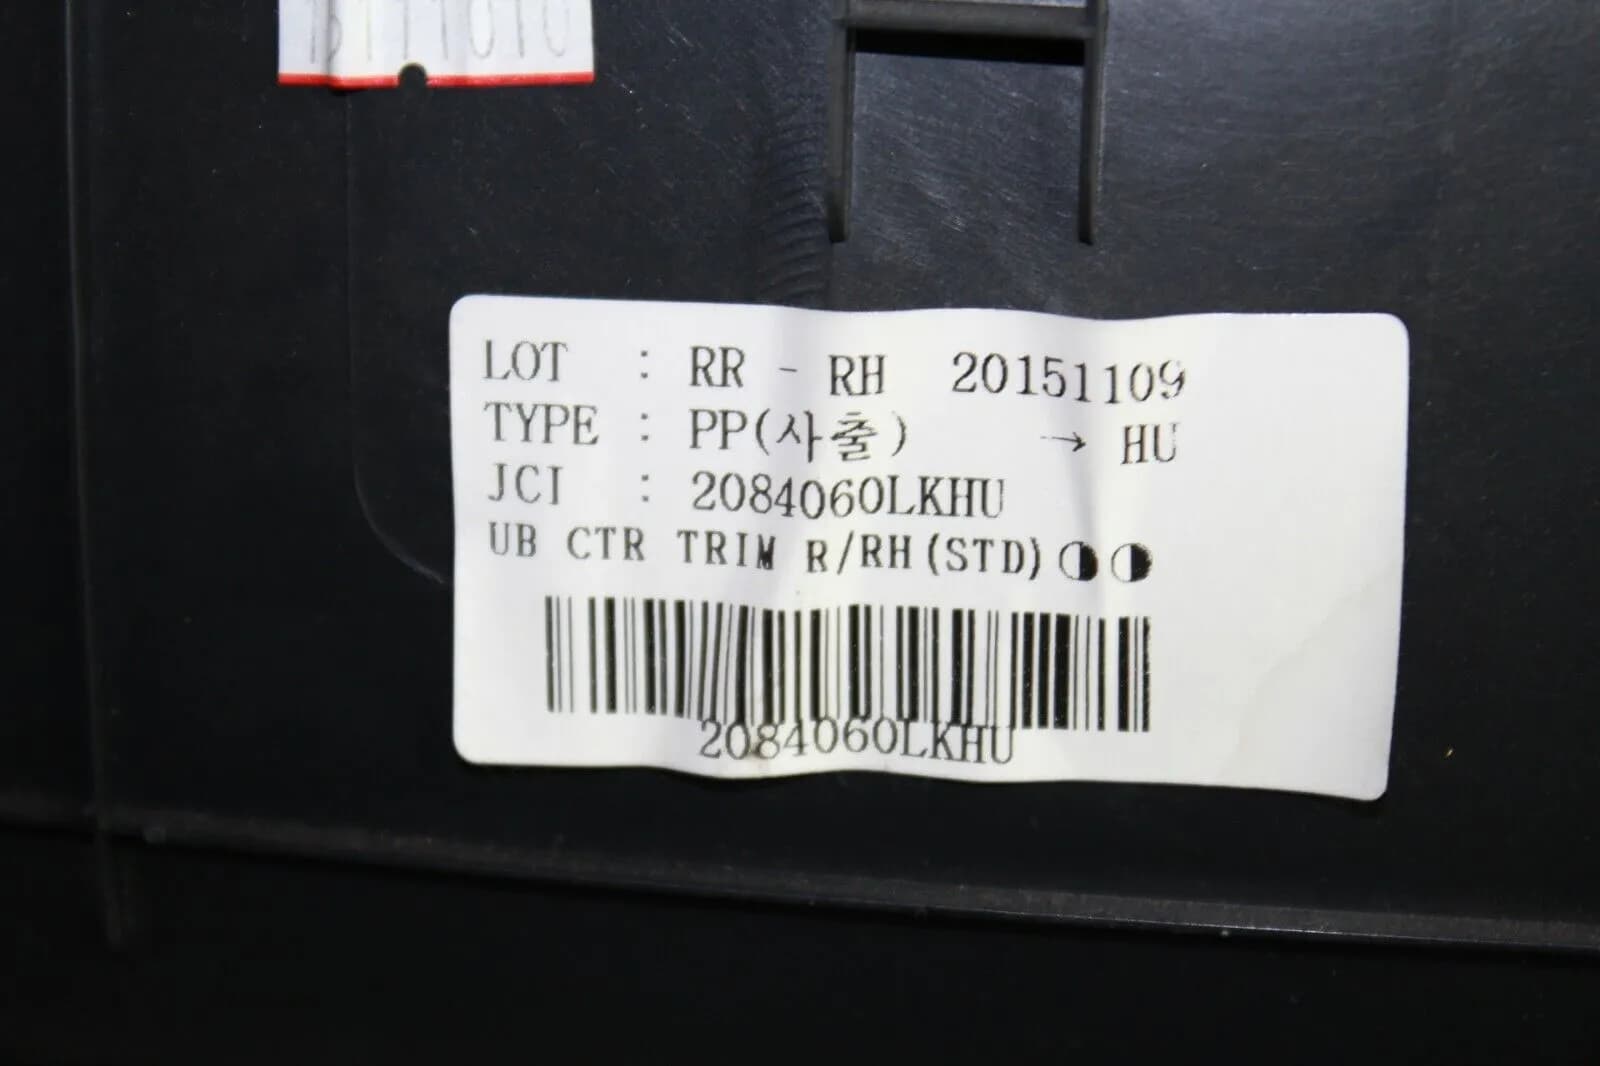 LOT : RR - RH 20151109
TYPE : PP(사출) → HU
JCI : 2084060LKHU
UB CTR TRIM R/RH(STD)◑◑
2084060LKHU